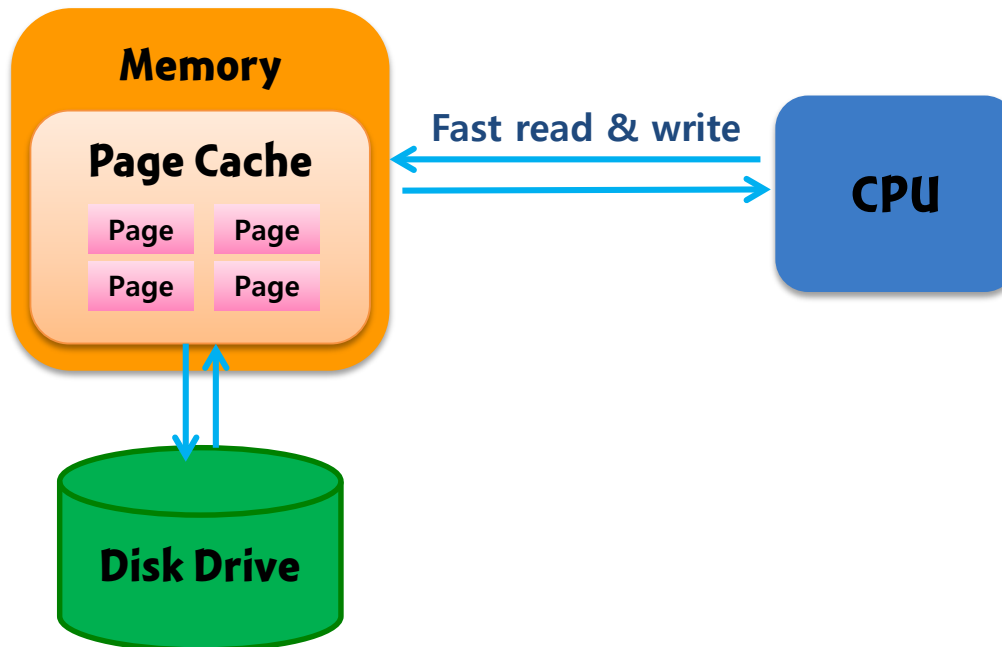 Memory
Fast read & write
Page Cache
CPU
Page Page
Page Page
Disk Drive